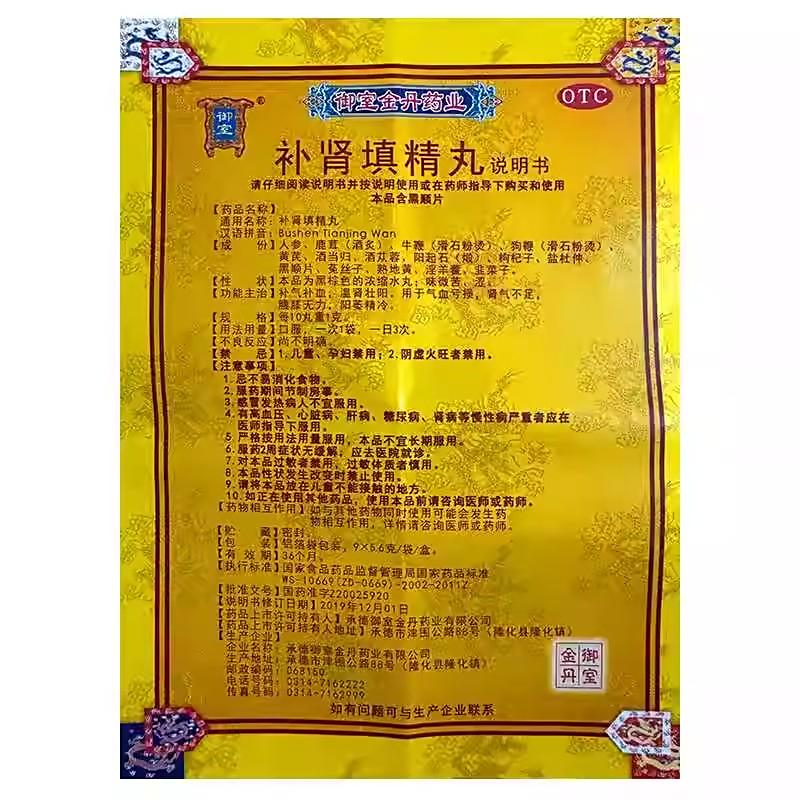 御室金丹药业
OTC
御室
®
补肾填精丸说明书
请仔细阅读说明书并按说明使用或在药师指导下购买和使用
本品含黑顺片
【药品名称】
通用名称：补肾填精丸
汉语拼音：Bushen Tianjing Wan
【成 份】人参、鹿茸（酒炙）、牛鞭（滑石粉烫）、狗鞭（滑石粉烫）、
黄芪、酒当归、酒苁蓉、阳起石（煅）、枸杞子、盐杜仲、
黑顺片、菟丝子、熟地黄、淫羊藿、韭菜子。
【性 状】本品为黑棕色的浓缩水丸；味微苦、涩。
【功能主治】补气补血，温肾壮阳。用于气血亏损，肾气不足，
腰膝无力，阳萎精冷。
【规 格】每10丸重1克。
【用法用量】口服，一次1袋，一日3次。
【不良反应】尚不明确。
【禁 忌】1.儿童、孕妇禁用；2.阴虚火旺者禁用。
【注意事项】
1.忌不易消化食物。
2.服药期间节制房事。
3.感冒发热病人不宜服用。
4.有高血压、心脏病、肝病、糖尿病、肾病等慢性病严重者应在
医师指导下服用。
5.严格按用法用量服用，本品不宜长期服用。
6.服药2周症状无缓解，应去医院就诊。
7.对本品过敏者禁用，过敏体质者慎用。
8.本品性状发生改变时禁止使用。
9.请将本品放在儿童不能接触的地方。
10.如正在使用其他药品，使用本品前请咨询医师或药师。
【药物相互作用】如与其他药物同时使用可能会发生药
物相互作用，详情请咨询医师或药师。
【贮 藏】密封。
【包 装】铝箔袋包装，9×5.6克/袋/盒。
【有 效 期】36个月。
【执行标准】国家食品药品监督管理局国家药品标准
WS-10669(ZD-0669)-2002-2011Z
【批准文号】国药准字Z20025920
【说明书修订日期】2019年12月01日
【药品上市许可持有人】承德御室金丹药业有限公司
【药品上市许可持有人地址】承德市津围公路88号（隆化县隆化镇）
【生产企业】
企业名称：承德御室金丹药业有限公司
生产地址：承德市津围公路88号（隆化县隆化镇）
邮政编码：068150
电话号码：0314-7162222
传真号码：0314-7162999
如有问题可与生产企业联系
御室金丹